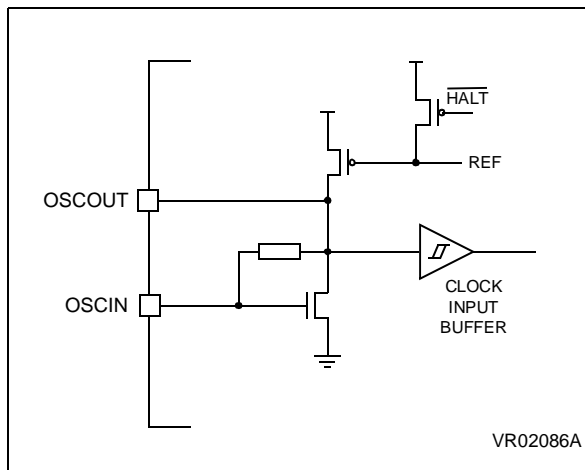 HALT
REF
OSCOUT
OSCIN
CLOCK
INPUT
BUFFER
VR02086A